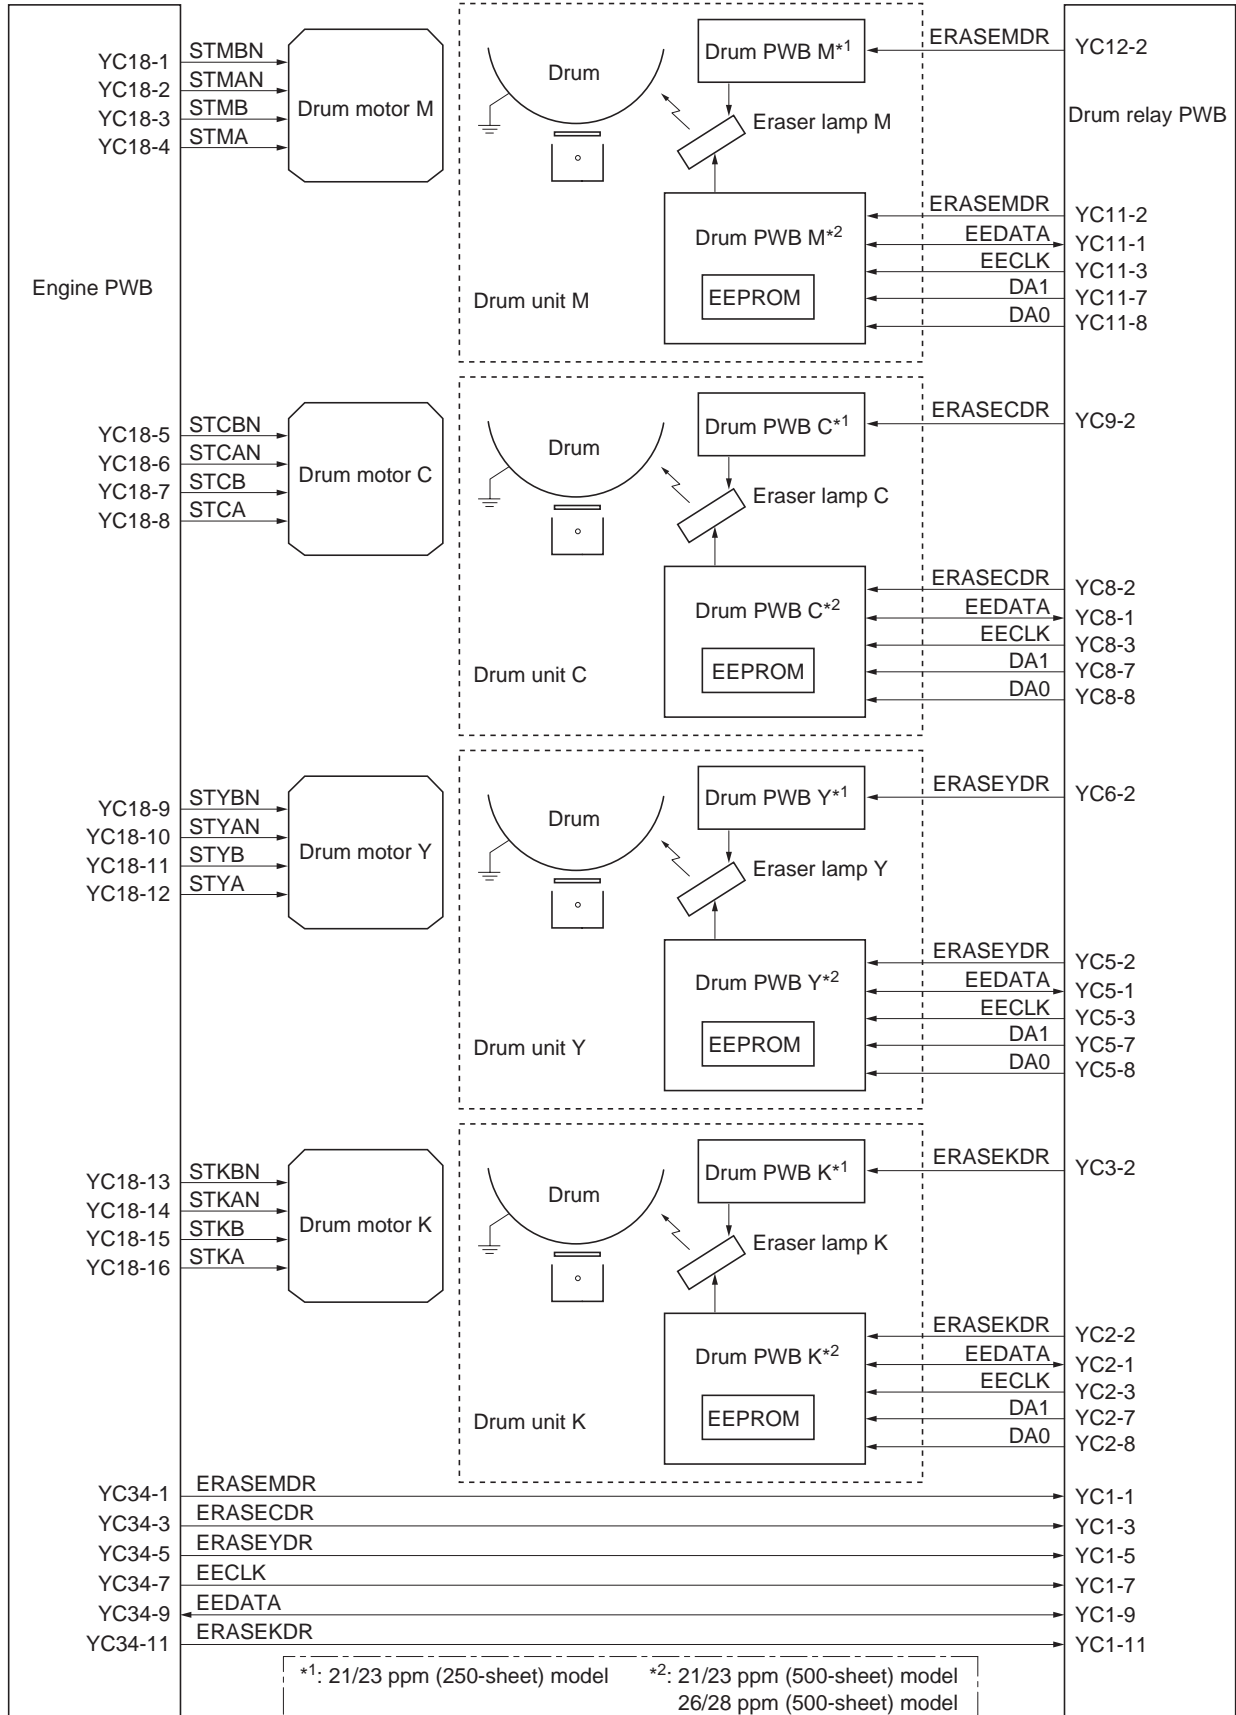 Engine PWB
Drum relay PWB
YC18-1 STMBN
YC18-2 STMAN
YC18-3 STMB
YC18-4 STMA
Drum motor M
Drum
Drum PWB M*1
Eraser lamp M
Drum PWB M*2
EEPROM
Drum unit M
ERASEMDR YC12-2
ERASEMDR YC11-2
EEDATA YC11-1
EECLK YC11-3
DA1 YC11-7
DA0 YC11-8
YC18-5 STCBN
YC18-6 STCAN
YC18-7 STCB
YC18-8 STCA
Drum motor C
Drum
Drum PWB C*1
Eraser lamp C
Drum PWB C*2
EEPROM
Drum unit C
ERASECDR YC9-2
ERASECDR YC8-2
EEDATA YC8-1
EECLK YC8-3
DA1 YC8-7
DA0 YC8-8
YC18-9 STYBN
YC18-10 STYAN
YC18-11 STYB
YC18-12 STYA
Drum motor Y
Drum
Drum PWB Y*1
Eraser lamp Y
Drum PWB Y*2
EEPROM
Drum unit Y
ERASEYDR YC6-2
ERASEYDR YC5-2
EEDATA YC5-1
EECLK YC5-3
DA1 YC5-7
DA0 YC5-8
YC18-13 STKBN
YC18-14 STKAN
YC18-15 STKB
YC18-16 STKA
Drum motor K
Drum
Drum PWB K*1
Eraser lamp K
Drum PWB K*2
EEPROM
Drum unit K
ERASEKDR YC3-2
ERASEKDR YC2-2
EEDATA YC2-1
EECLK YC2-3
DA1 YC2-7
DA0 YC2-8
YC34-1 ERASEMDR YC1-1
YC34-3 ERASECDR YC1-3
YC34-5 ERASEYDR YC1-5
YC34-7 EECLK YC1-7
YC34-9 EEDATA YC1-9
YC34-11 ERASEKDR YC1-11
*1: 21/23 ppm (250-sheet) model *2: 21/23 ppm (500-sheet) model
26/28 ppm (500-sheet) model